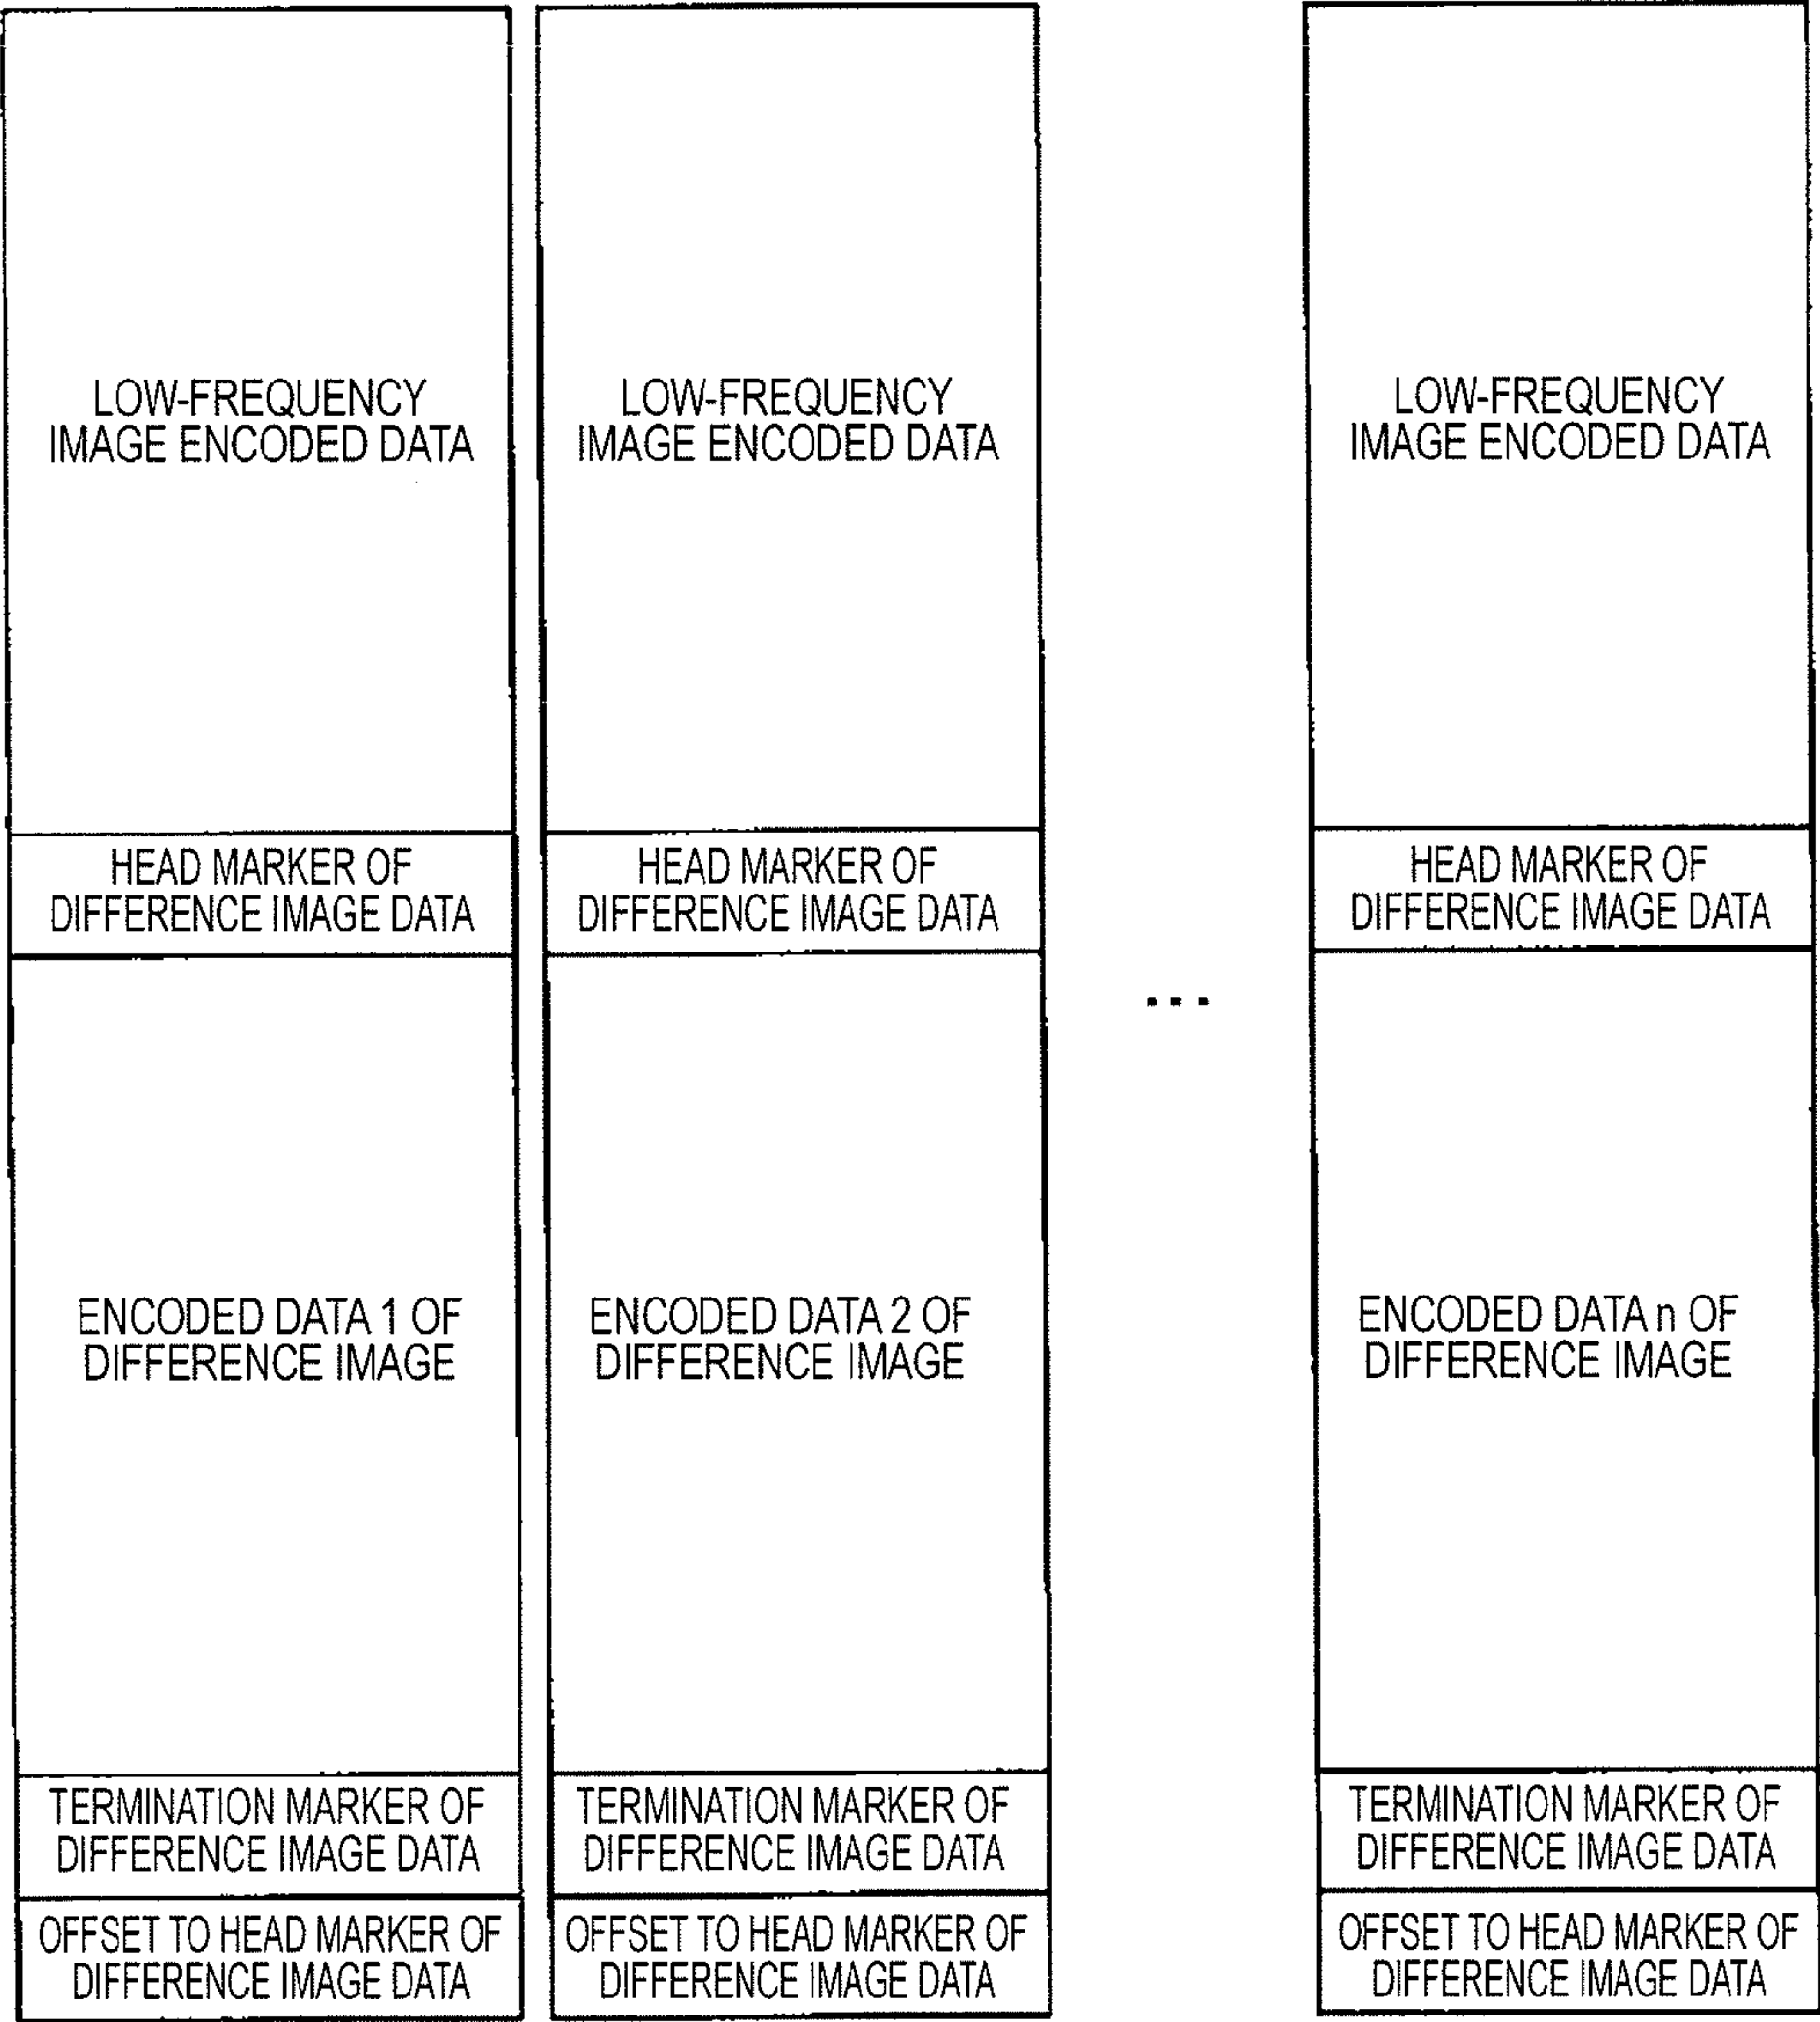 LOW-FREQUENCY
IMAGE ENCODED DATA
HEAD MARKER OF
DIFFERENCE IMAGE DATA
ENCODED DATA 1 OF
DIFFERENCE IMAGE
TERMINATION MARKER OF
DIFFERENCE IMAGE DATA
OFFSET TO HEAD MARKER OF
DIFFERENCE IMAGE DATA
LOW-FREQUENCY
IMAGE ENCODED DATA
HEAD MARKER OF
DIFFERENCE IMAGE DATA
ENCODED DATA 2 OF
DIFFERENCE IMAGE
TERMINATION MARKER OF
DIFFERENCE IMAGE DATA
OFFSET TO HEAD MARKER OF
DIFFERENCE IMAGE DATA
...
LOW-FREQUENCY
IMAGE ENCODED DATA
HEAD MARKER OF
DIFFERENCE IMAGE DATA
ENCODED DATA n OF
DIFFERENCE IMAGE
TERMINATION MARKER OF
DIFFERENCE IMAGE DATA
OFFSET TO HEAD MARKER OF
DIFFERENCE IMAGE DATA